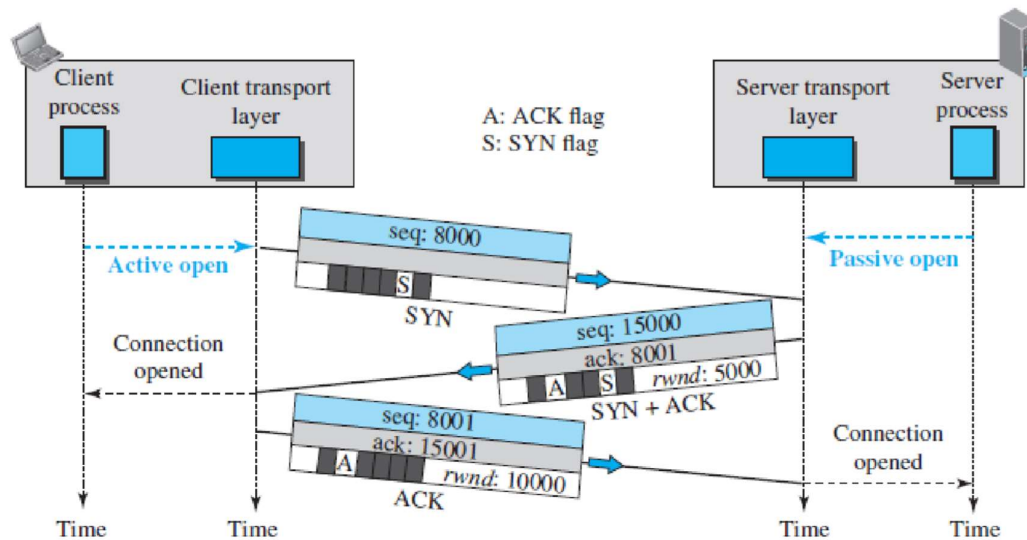 Client
process
Client transport
layer
A: ACK flag
S: SYN flag
Server transport
layer
Server
process
Active open
seq: 8000
S
SYN
Passive open
seq: 15000
ack: 8001
A S rwnd: 5000
SYN + ACK
Connection
opened
seq: 8001
ack: 15001
A rwnd: 10000
ACK
Connection
opened
Time
Time
Time
Time